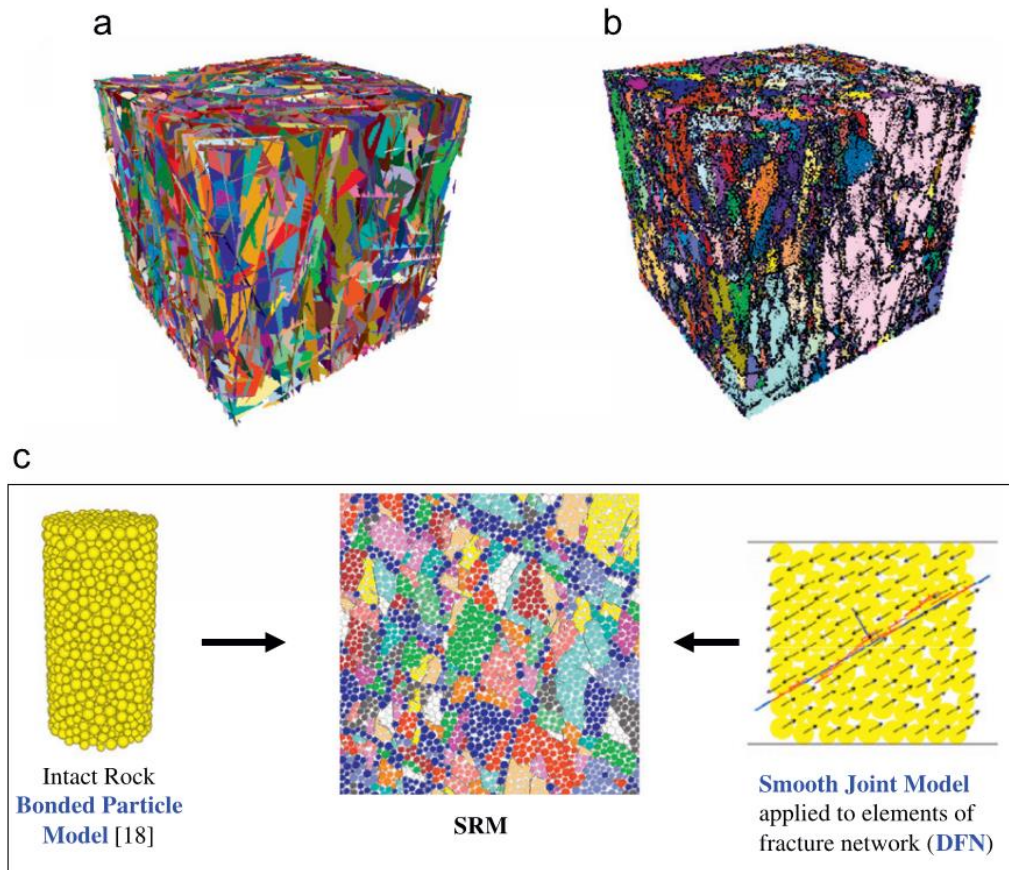 a
b
c
Intact Rock
Bonded Particle
Model [18]
SRM
Smooth Joint Model
applied to elements of
fracture network (DFN)